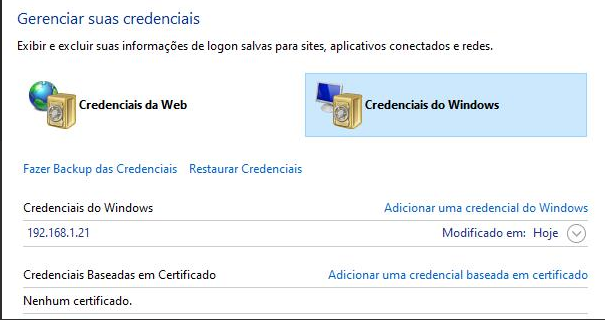 Gerenciar suas credenciais
Exibir e excluir suas informações de logon salvas para sites, aplicativos conectados e redes.
Credenciais da Web
Credenciais do Windows
Fazer Backup das Credenciais Restaurar Credenciais
Credenciais do Windows Adicionar uma credencial do Windows
192.168.1.21 Modificado em: Hoje
Credenciais Baseadas em Certificado Adicionar uma credencial baseada em certificado
Nenhum certificado.